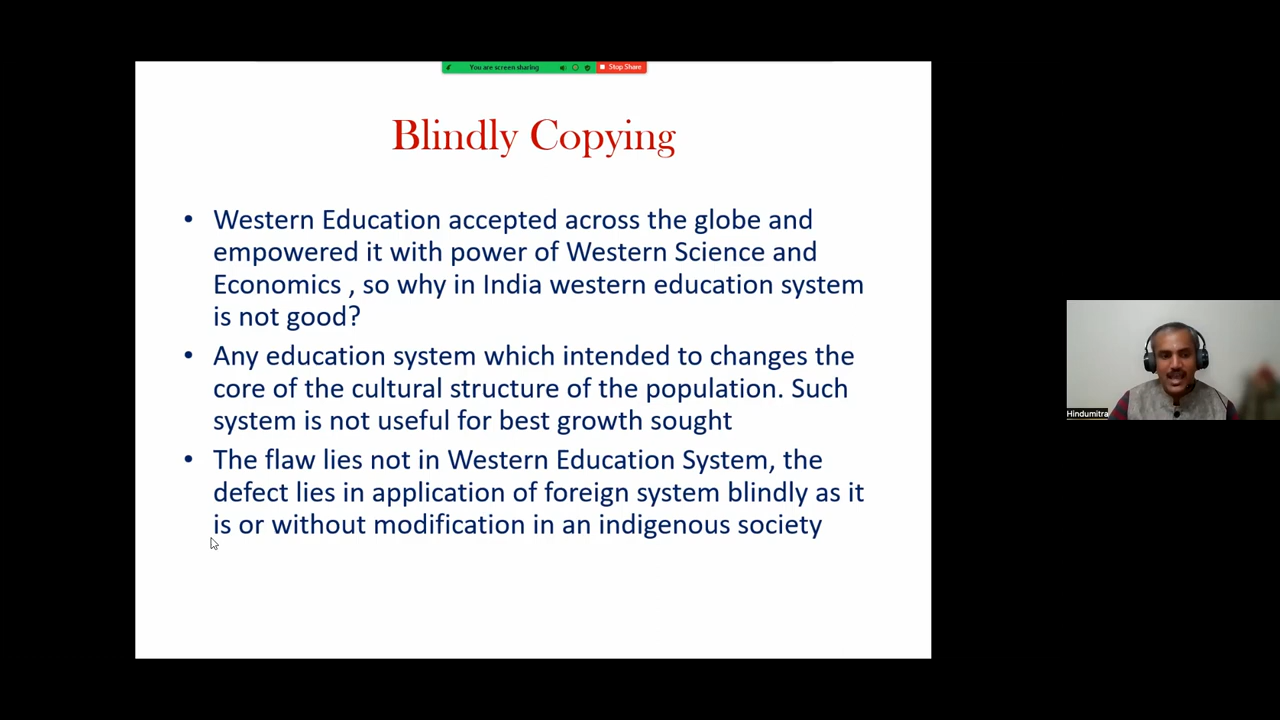 You are screen sharing
Stop Share
Blindly Copying
• Western Education accepted across the globe and
empowered it with power of Western Science and
Economics , so why in India western education system
is not good?
• Any education system which intended to changes the
core of the cultural structure of the population. Such
system is not useful for best growth sought
• The flaw lies not in Western Education System, the
defect lies in application of foreign system blindly as it
is or without modification in an indigenous society
Hindumitra